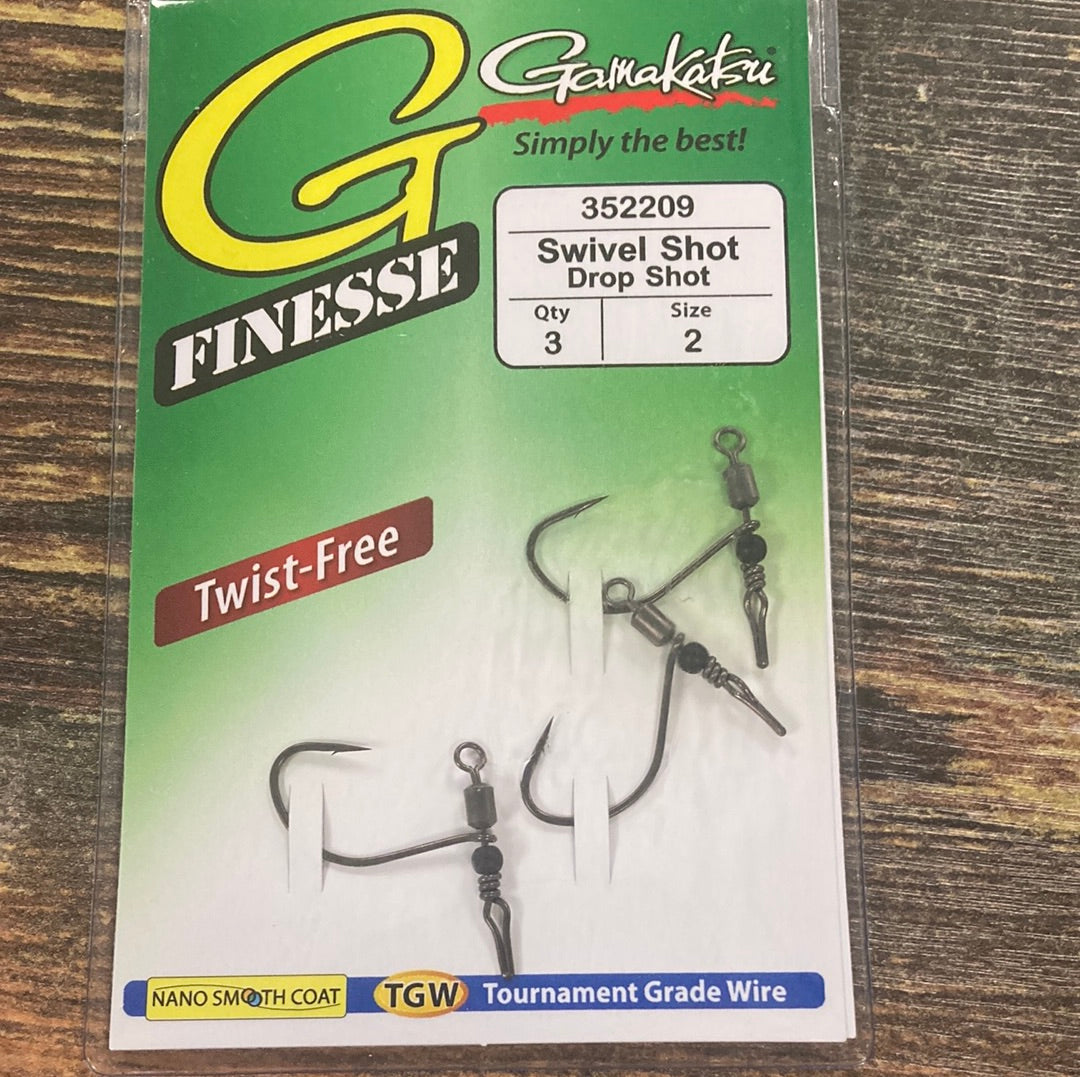 G
FINESSE
Gamakatsu®
Simply the best!
352209
Swivel Shot
Drop Shot
Qty Size
3 2
Twist-Free
NANO SMOOTH COAT TGW Tournament Grade Wire